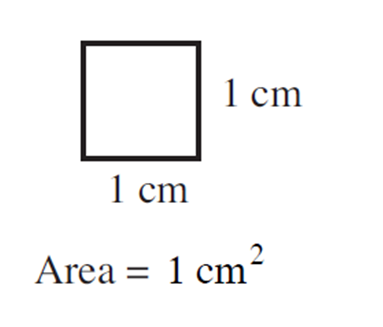 1 cm
1 cm
Area = 1 cm²